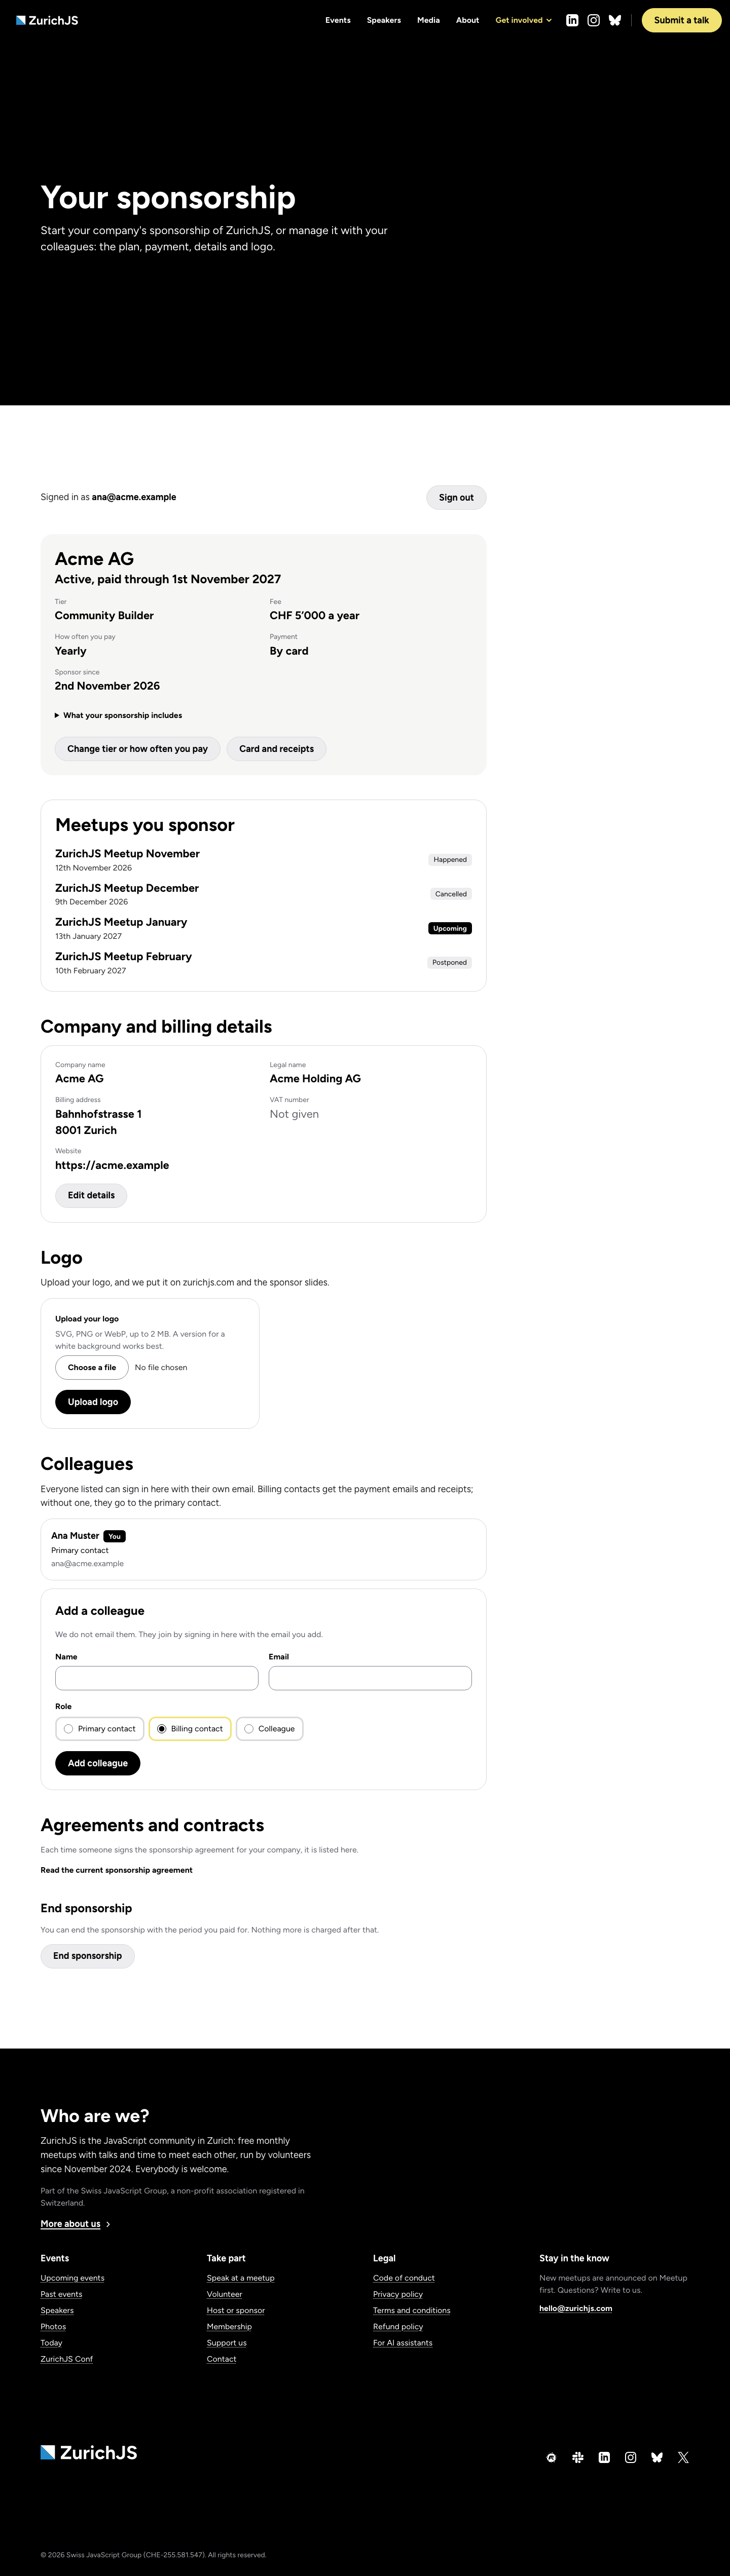 ZurichJS
Events
Speakers
Media
About
Get involved
Submit a talk
Your sponsorship
Start your company's sponsorship of ZurichJS, or manage it with your
colleagues: the plan, payment, details and logo.
Signed in as ana@acme.example
Sign out
Acme AG
Active, paid through 1st November 2027
Tier
Community Builder
Fee
CHF 5’000 a year
How often you pay
Yearly
Payment
By card
Sponsor since
2nd November 2026
What your sponsorship includes
Change tier or how often you pay
Card and receipts
Meetups you sponsor
ZurichJS Meetup November
12th November 2026
Happened
ZurichJS Meetup December
9th December 2026
Cancelled
ZurichJS Meetup January
13th January 2027
Upcoming
ZurichJS Meetup February
10th February 2027
Postponed
Company and billing details
Company name
Acme AG
Legal name
Acme Holding AG
Billing address
Bahnhofstrasse 1
8001 Zurich
VAT number
Not given
Website
https://acme.example
Edit details
Logo
Upload your logo, and we put it on zurichjs.com and the sponsor slides.
Upload your logo
SVG, PNG or WebP, up to 2 MB. A version for a
white background works best.
Choose a file
No file chosen
Upload logo
Colleagues
Everyone listed can sign in here with their own email. Billing contacts get the payment emails and receipts;
without one, they go to the primary contact.
Ana Muster
You
Primary contact
ana@acme.example
Add a colleague
We do not email them. They join by signing in here with the email you add.
Name
Email
Role
Primary contact
Billing contact
Colleague
Add colleague
Agreements and contracts
Each time someone signs the sponsorship agreement for your company, it is listed here.
Read the current sponsorship agreement
End sponsorship
You can end the sponsorship with the period you paid for. Nothing more is charged after that.
End sponsorship
Who are we?
ZurichJS is the JavaScript community in Zurich: free monthly
meetups with talks and time to meet each other, run by volunteers
since November 2024. Everybody is welcome.
Part of the Swiss JavaScript Group, a non-profit association registered in
Switzerland.
More about us
Events
Upcoming events
Past events
Speakers
Photos
Today
ZurichJS Conf
Take part
Speak at a meetup
Volunteer
Host or sponsor
Membership
Support us
Contact
Legal
Code of conduct
Privacy policy
Terms and conditions
Refund policy
For AI assistants
Stay in the know
New meetups are announced on Meetup
first. Questions? Write to us.
hello@zurichjs.com
ZurichJS
© 2026 Swiss JavaScript Group (CHE-255.581.547). All rights reserved.